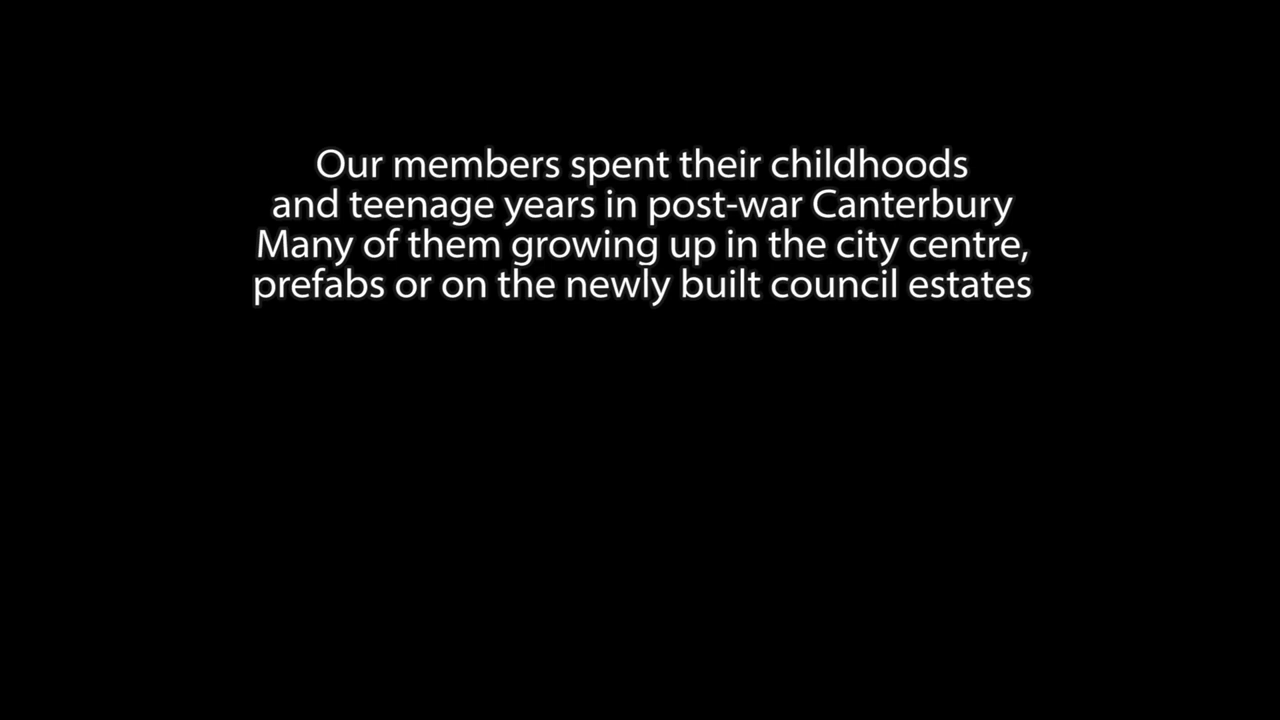 Our members spent their childhoods
and teenage years in post-war Canterbury
Many of them growing up in the city centre,
prefabs or on the newly built council estates